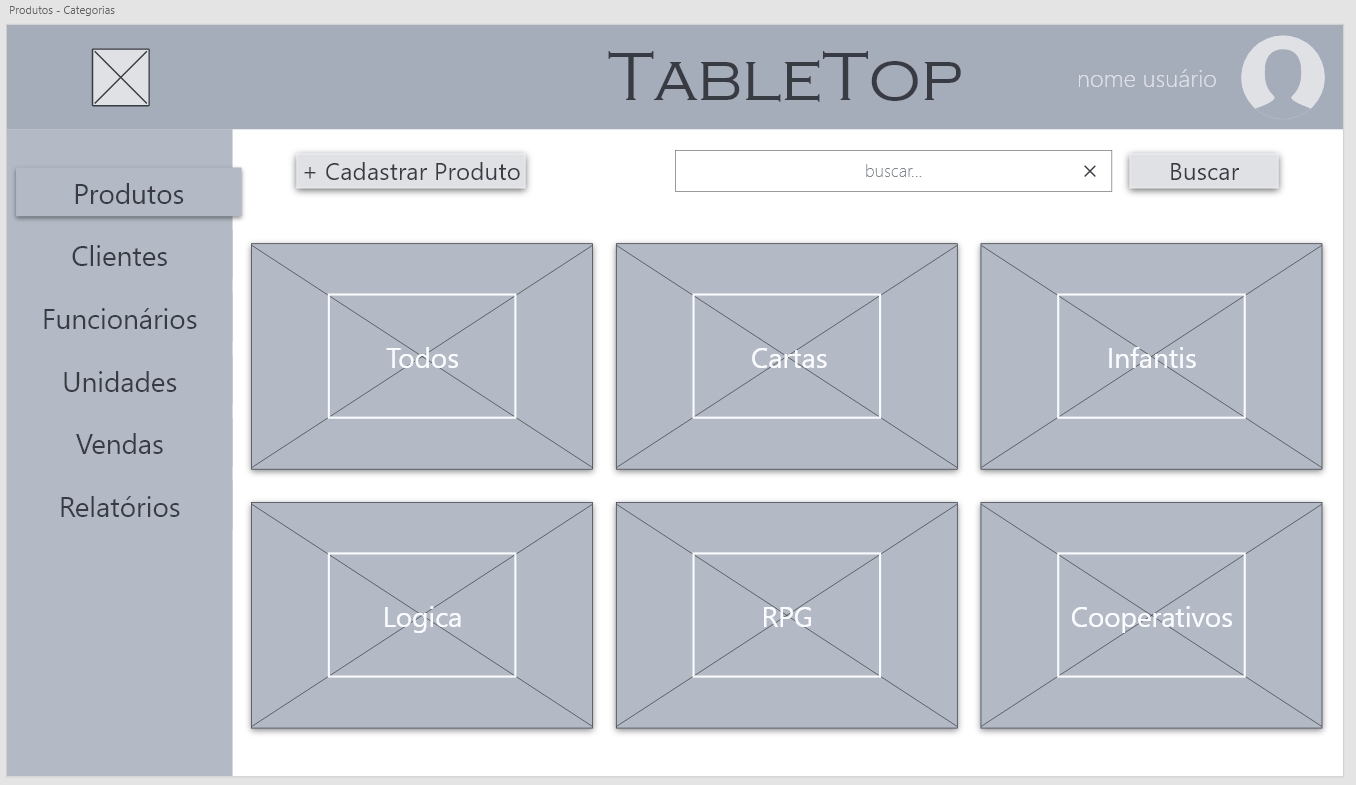 Produtos - Categorias
TABLETOP
nome usuário
+ Cadastrar Produto
buscar...
Buscar
Produtos
Clientes
Funcionários
Unidades
Vendas
Relatórios
Todos
Cartas
Infantis
Logica
RPG
Cooperativos